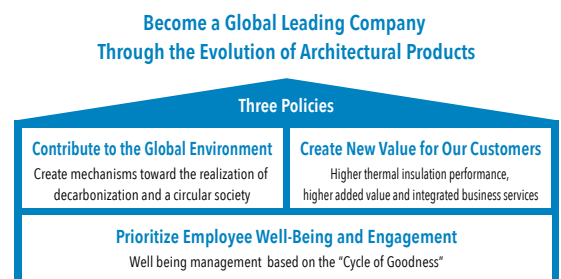 Become a Global Leading Company
Through the Evolution of Architectural Products
Three Policies
Contribute to the Global Environment
Create mechanisms toward the realization of
decarbonization and a circular society
Create New Value for Our Customers
Higher thermal insulation performance,
higher added value and integrated business services
Prioritize Employee Well-Being and Engagement
Well being management based on the “Cycle of Goodness”